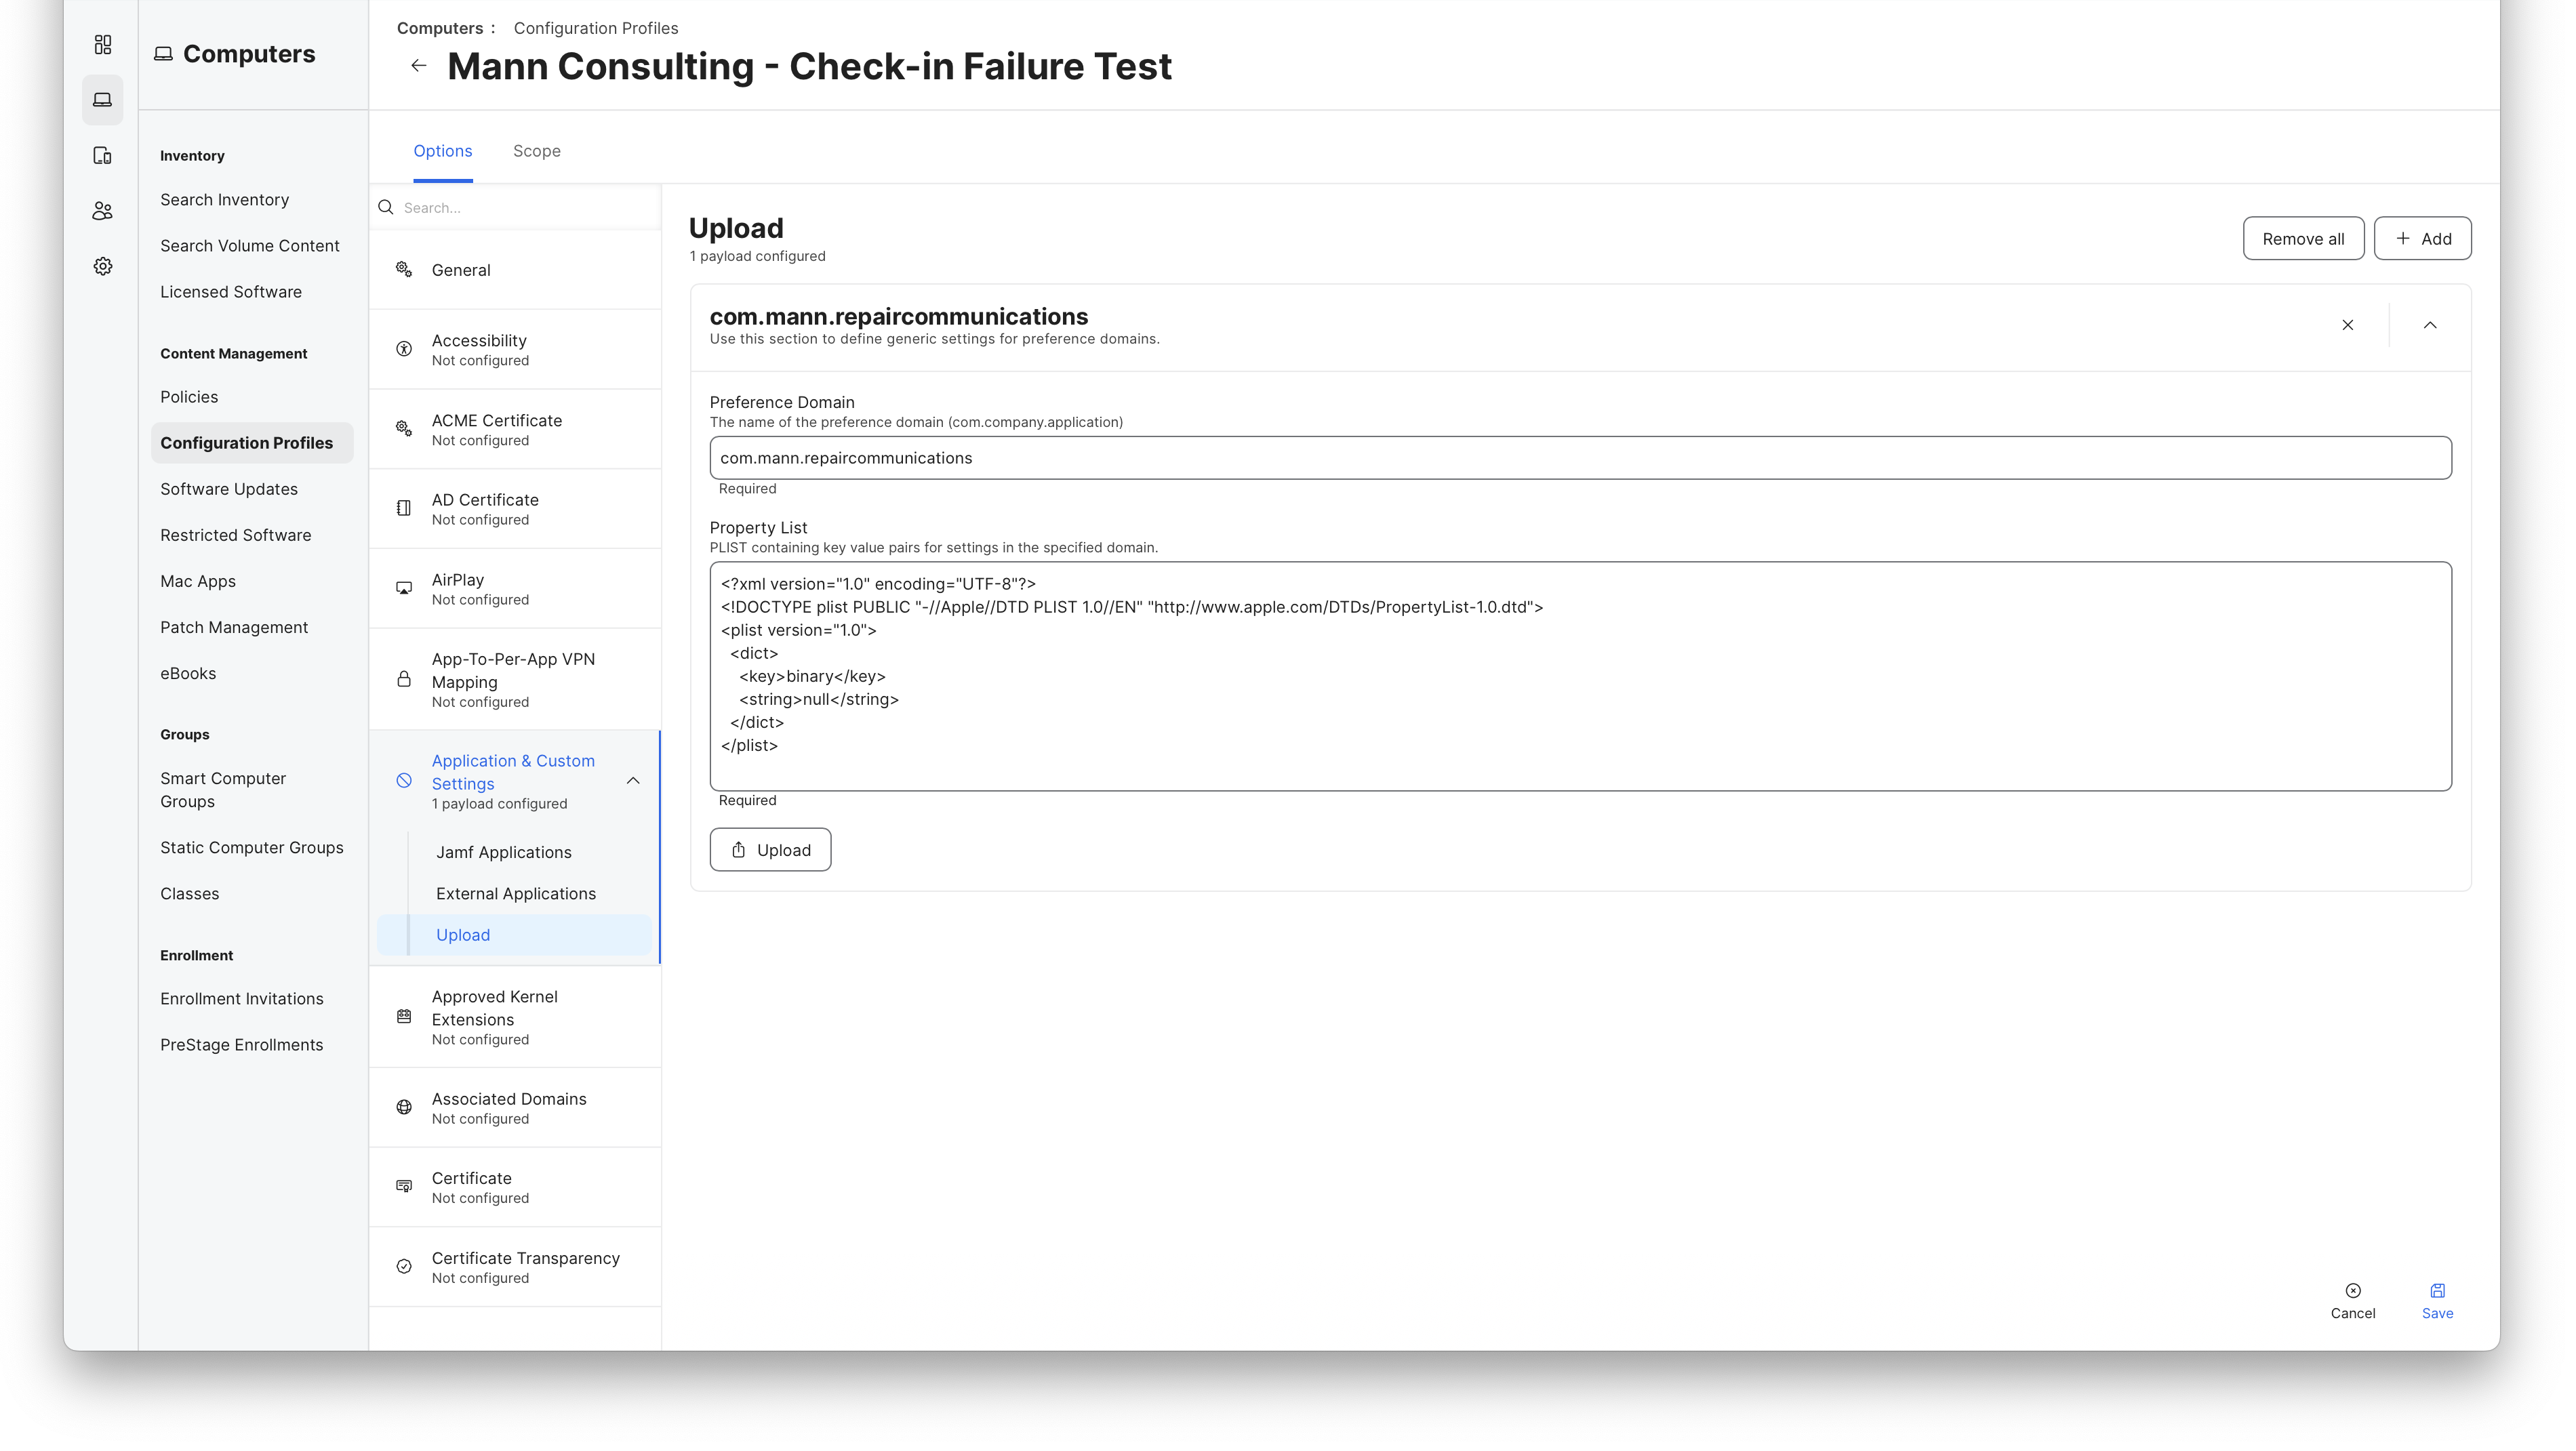 Computers
Inventory
Search Inventory
Search Volume Content
Licensed Software
Content Management
Policies
Configuration Profiles
Software Updates
Restricted Software
Mac Apps
Patch Management
eBooks
Groups
Smart Computer
Groups
Static Computer Groups
Classes
Enrollment
Enrollment Invitations
PreStage Enrollments
Computers : Configuration Profiles
Mann Consulting - Check-in Failure Test
Options Scope
Search...
General
Accessibility
Not configured
ACME Certificate
Not configured
AD Certificate
Not configured
AirPlay
Not configured
App-To-Per-App VPN
Mapping
Not configured
Application & Custom
Settings
1 payload configured
Jamf Applications
External Applications
Upload
Approved Kernel
Extensions
Not configured
Associated Domains
Not configured
Certificate
Not configured
Certificate Transparency
Not configured
Upload
1 payload configured
Remove all
Add
com.mann.repaircommunications
Use this section to define generic settings for preference domains.
Preference Domain
The name of the preference domain (com.company.application)
com.mann.repaircommunications
Required
Property List
PLIST containing key value pairs for settings in the specified domain.
<?xml version="1.0" encoding="UTF-8"?>
<!DOCTYPE plist PUBLIC "-//Apple//DTD PLIST 1.0//EN" "http://www.apple.com/DTDs/PropertyList-1.0.dtd">
<plist version="1.0">
  <dict>
    <key>binary</key>
    <string>null</string>
  </dict>
</plist>
Required
Upload
Cancel
Save